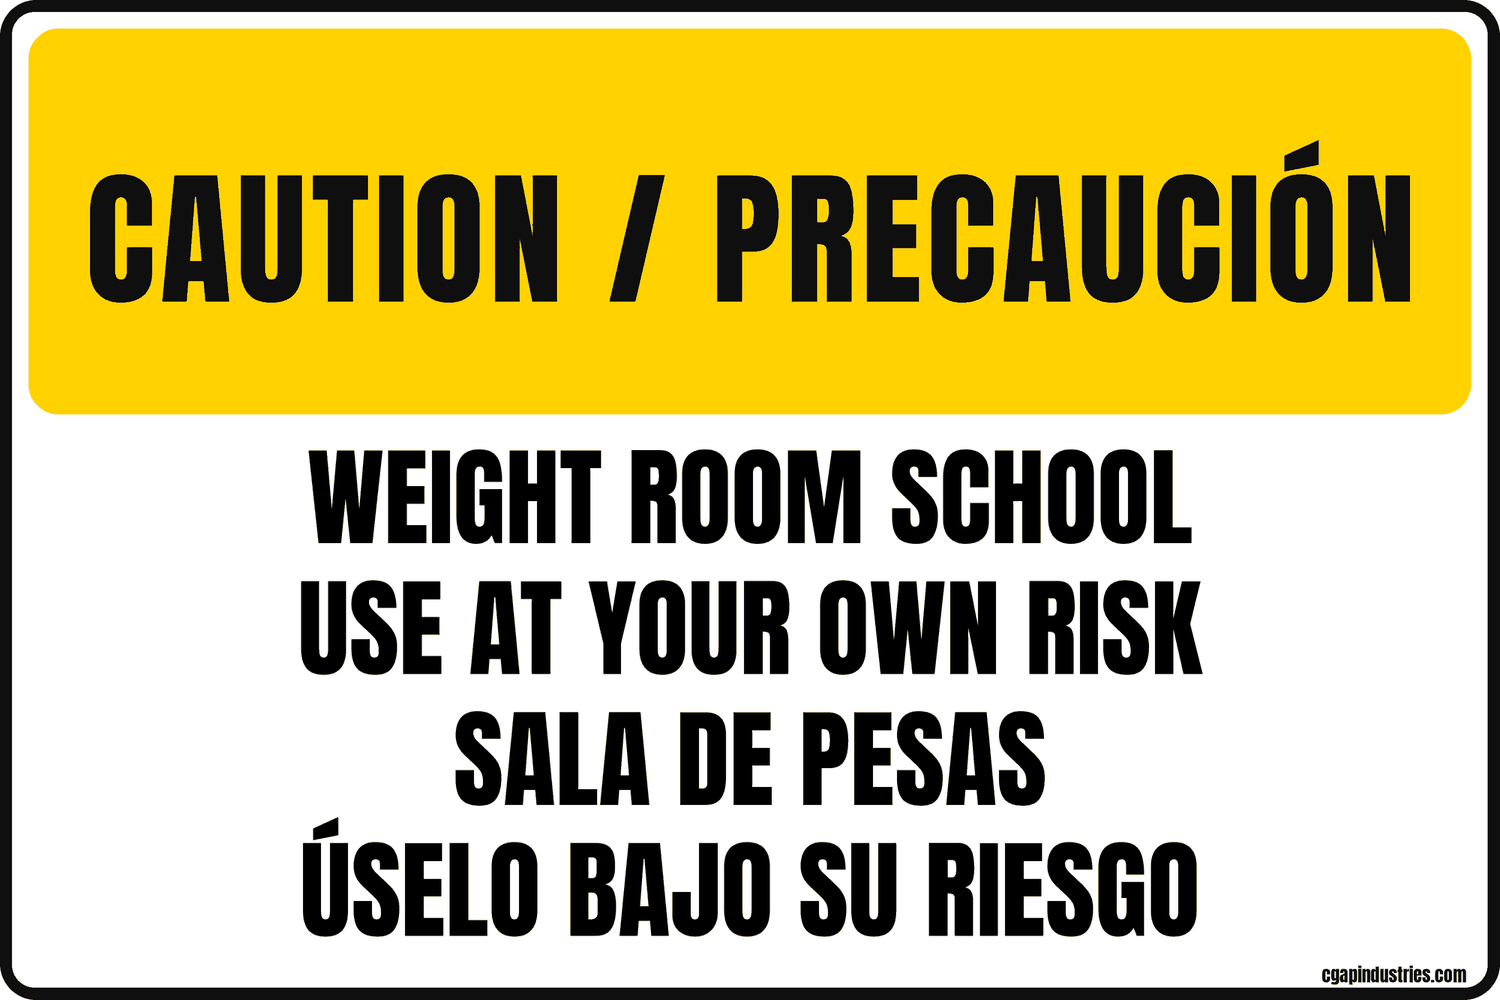 CAUTION / PRECAUCIÓN
WEIGHT ROOM SCHOOL
USE AT YOUR OWN RISK
SALA DE PESAS
ÚSELO BAJO SU RIESGO
cgapindustries.com